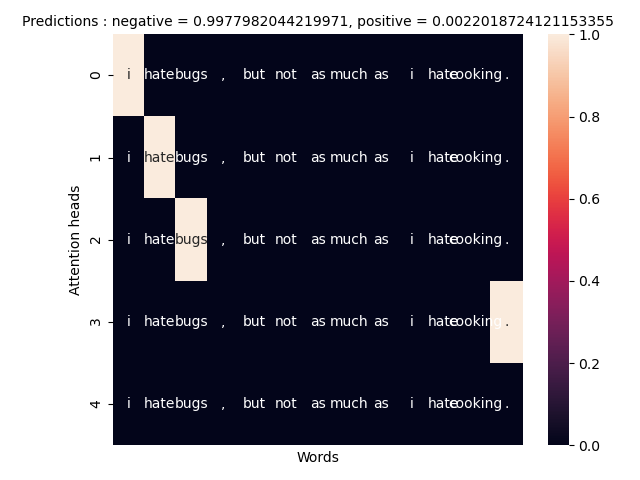 Predictions : negative = 0.9977982044219971, positive = 0.0022018724121153355
1.0
0 i hate bugs , but not as much as i hate cooking .
0.8
1 i hate bugs , but not as much as i hate cooking .
0.6
Attention heads
2 i hate bugs , but not as much as i hate cooking .
0.4
3 i hate bugs , but not as much as i hate cooking .
0.2
4 i hate bugs , but not as much as i hate cooking .
0.0
Words